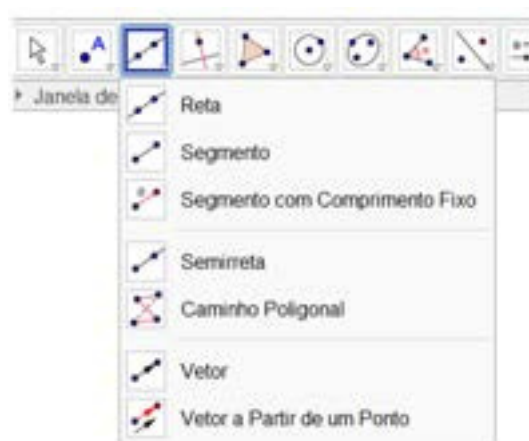 A
Janela de
Reta
Segmento
Segmento com Comprimento Fixo
Semirreta
Caminho Poligonal
Vetor
Vetor a Partir de um Ponto